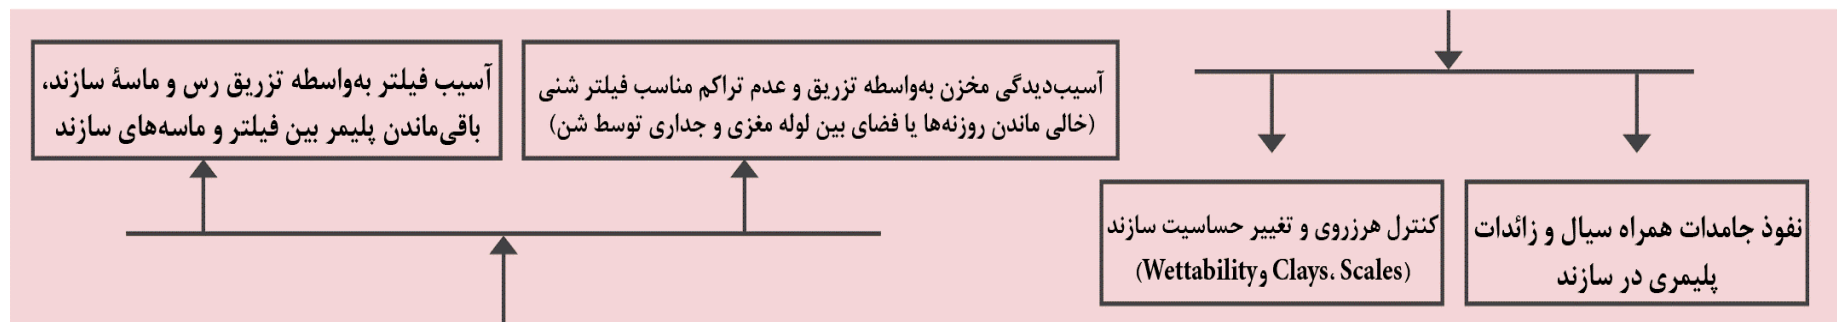 آسیب‌دیدگی مخزن به‌واسطه تزریق و عدم تراکم مناسب فیلتر شنی
(خالی ماندن روزنه‌ها یا فضای بین لوله مغزی و جداری توسط شن)
آسیب فیلتر به‌واسطه تزریق رس و ماسهٔ سازند،
باقی‌ماندن پلیمر بین فیلتر و ماسه‌های سازند
نفوذ جامدات همراه سیال و زائدات
پلیمری در سازند
کنترل هرزروی و تغییر حساسیت سازند
(Wettability و Clays، Scales)